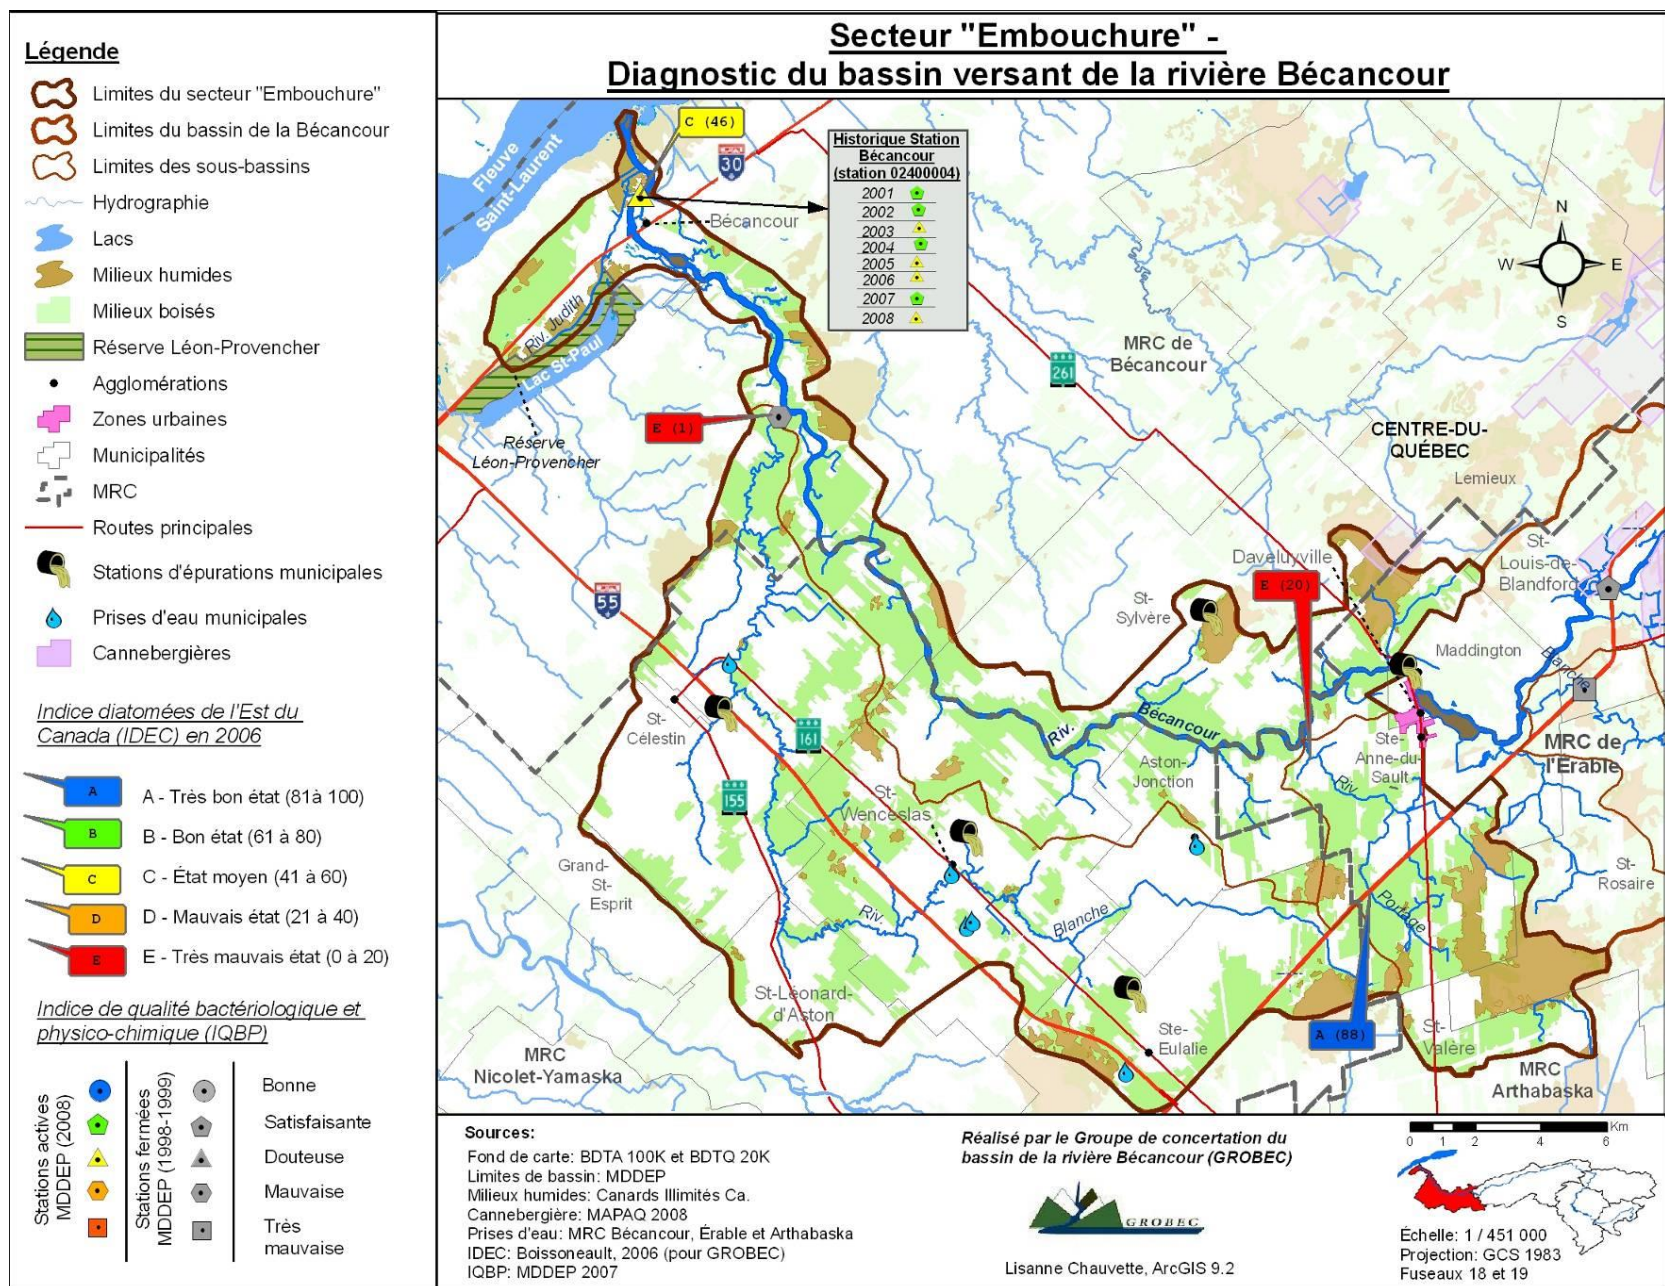 Secteur "Embouchure" -
Diagnostic du bassin versant de la rivière Bécancour
Légende
Limites du secteur "Embouchure"
Limites du bassin de la Bécancour
Limites des sous-bassins
Hydrographie
Lacs
Milieux humides
Milieux boisés
Réserve Léon-Provencher
Agglomérations
Zones urbaines
Municipalités
MRC
Routes principales
Stations d'épurations municipales
Prises d'eau municipales
Cannebergières
Indice diatomées de l'Est du
Canada (IDEC) en 2006
A
A - Très bon état (81à 100)
B
B - Bon état (61 à 80)
C
C - État moyen (41 à 60)
D
D - Mauvais état (21 à 40)
E
E - Très mauvais état (0 à 20)
Indice de qualité bactériologique et
physico-chimique (IQBP)
Stations actives
MDDEP (2008)
Stations fermées
MDDEP (1998-1999)
Bonne
Satisfaisante
Douteuse
Mauvaise
Très
mauvaise
Fleuve
Saint-Laurent
C (46)
30
Historique Station
Bécancour
(station 02400004)
2001
2002
2003
2004
2005
2006
2007
2008
Bécancour
N
W
E
S
Riv. Judith
Lac St-Paul
MRC de
Bécancour
261
E (1)
Réserve
Léon-Provencher
CENTRE-DU-
QUÉBEC
Lemieux
St-
Louis-de-
Blandford
Daveluyville
E (20)
55
St-
Sylvère
Maddington
Blanche
St-
Célestin
161
Riv.
Bécancour
Aston-
Jonction
Ste-
Anne-du-
Sault
MRC de
l'Érable
Riv.
155
St-
Wenceslas
Grand-
St-
Esprit
St-
Rosaire
Riv.
Blanche
Portage
St-Léonard-
d'Aston
A (88)
St-
Valère
Ste-
Eulalie
MRC
Nicolet-Yamaska
MRC
Arthabaska
Sources:
Fond de carte: BDTA 100K et BDTQ 20K
Limites de bassin: MDDEP
Milieux humides: Canards Illimités Ca.
Cannebergière: MAPAQ 2008
Prises d'eau: MRC Bécancour, Érable et Arthabaska
IDEC: Boissoneault, 2006 (pour GROBEC)
IQBP: MDDEP 2007
Réalisé par le Groupe de concertation du
bassin de la rivière Bécancour (GROBEC)
GROBEC
Lisanne Chauvette, ArcGIS 9.2
Km
0 1 2 4 6
Échelle: 1 / 451 000
Projection: GCS 1983
Fuseaux 18 et 19